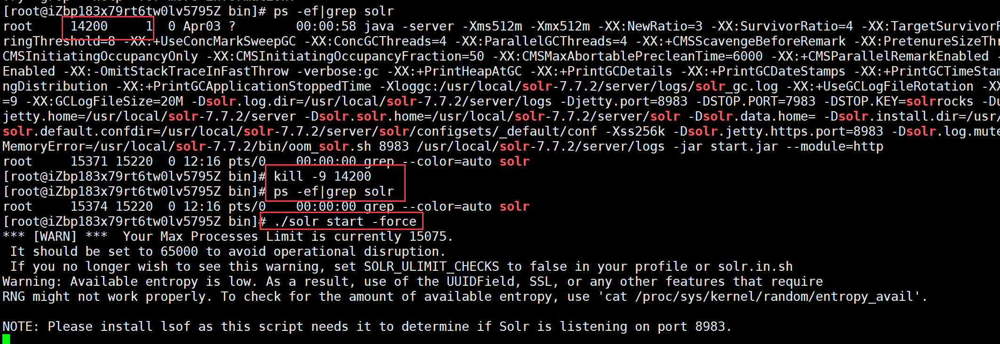 [root@iZbp183x79rt6tw0lv5795Z bin]# ps -ef|grep solr
root     14200     1  0 Apr03 ?        00:00:58 java -server -Xms512m -Xmx512m -XX:NewRatio=3 -XX:SurvivorRatio=4 -XX:TargetSurvivorR
ringThreshold=8 -XX:+UseConcMarkSweepGC -XX:ConcGCThreads=4 -XX:ParallelGCThreads=4 -XX:+CMSScavengeBeforeRemark -XX:PretenureSizeThr
CMSInitiatingOccupancyOnly -XX:CMSInitiatingOccupancyFraction=50 -XX:CMSMaxAbortablePrecleanTime=6000 -XX:+CMSParallelRemarkEnabled -
Enabled -XX:-OmitStackTraceInFastThrow -verbose:gc -XX:+PrintHeapAtGC -XX:+PrintGCDetails -XX:+PrintGCDateStamps -XX:+PrintGCTimeStam
ngDistribution -XX:+PrintGCApplicationStoppedTime -Xloggc:/usr/local/solr-7.7.2/server/logs/solr_gc.log -XX:+UseGCLogFileRotation -XX
=9 -XX:GCLogFileSize=20M -Dsolr.log.dir=/usr/local/solr-7.7.2/server/logs -Djetty.port=8983 -DSTOP.PORT=7983 -DSTOP.KEY=solrrocks -Du
jetty.home=/usr/local/solr-7.7.2/server -Dsolr.solr.home=/usr/local/solr-7.7.2/server/solr -Dsolr.data.home= -Dsolr.install.dir=/usr/
solr.default.confdir=/usr/local/solr-7.7.2/server/solr/configsets/_default/conf -Xss256k -Dsolr.jetty.https.port=8983 -Dsolr.log.mute
MemoryError=/usr/local/solr-7.7.2/bin/oom_solr.sh 8983 /usr/local/solr-7.7.2/server/logs -jar start.jar --module=http
root     15371 15220  0 12:16 pts/0    00:00:00 grep --color=auto solr
[root@iZbp183x79rt6tw0lv5795Z bin]# kill -9 14200
[root@iZbp183x79rt6tw0lv5795Z bin]# ps -ef|grep solr
root     15374 15220  0 12:16 pts/0    00:00:00 grep --color=auto solr
[root@iZbp183x79rt6tw0lv5795Z bin]# ./solr start -force
*** [WARN] ***  Your Max Processes Limit is currently 15075.
 It should be set to 65000 to avoid operational disruption.
 If you no longer wish to see this warning, set SOLR_ULIMIT_CHECKS to false in your profile or solr.in.sh
Warning: Available entropy is low. As a result, use of the UUIDField, SSL, or any other features that require
RNG might not work properly. To check for the amount of available entropy, use 'cat /proc/sys/kernel/random/entropy_avail'.
NOTE: Please install lsof as this script needs it to determine if Solr is listening on port 8983.